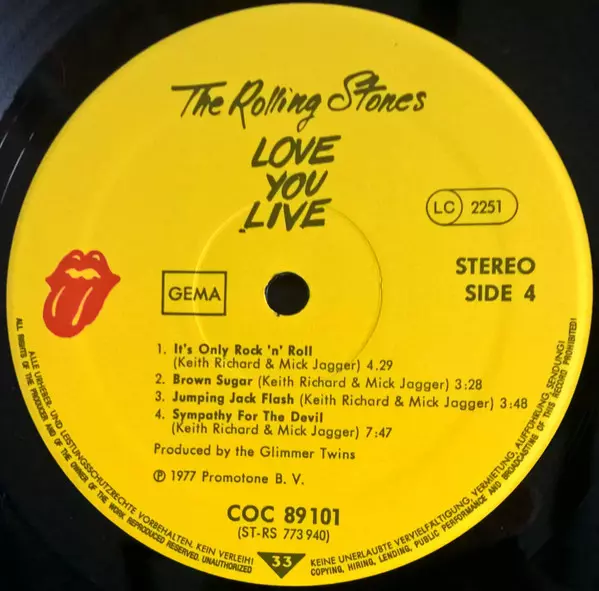 The Rolling Stones
LOVE
YOU
LIVE
LC 2251
GEMA
STEREO
SIDE 4
1. It's Only Rock 'n' Roll
(Keith Richard & Mick Jagger) 4.29
2. Brown Sugar (Keith Richard & Mick Jagger) 3:28
3. Jumping Jack Flash (Keith Richard & Mick Jagger) 3:48
4. Sympathy For The Devil
(Keith Richard & Mick Jagger) 7:47
Produced by the Glimmer Twins
℗ 1977 Promotone B. V.
COC 89 101
(ST-RS 773 940)
33
ALLE URHEBER- UND LEISTUNGSSCHUTZRECHTE VORBEHALTEN. KEIN VERLEIH!
ALL RIGHTS OF THE PRODUCER AND OF THE OWNER OF THE WORK REPRODUCED RESERVED. UNAUTHORIZED
KEINE UNERLAUBTE VERVIELFÄLTIGUNG, VERMIETUNG, AUFFÜHRUNG, SENDUNG!
COPYING, HIRING, LENDING, PUBLIC PERFORMANCE AND BROADCASTING OF THIS RECORD PROHIBITED!